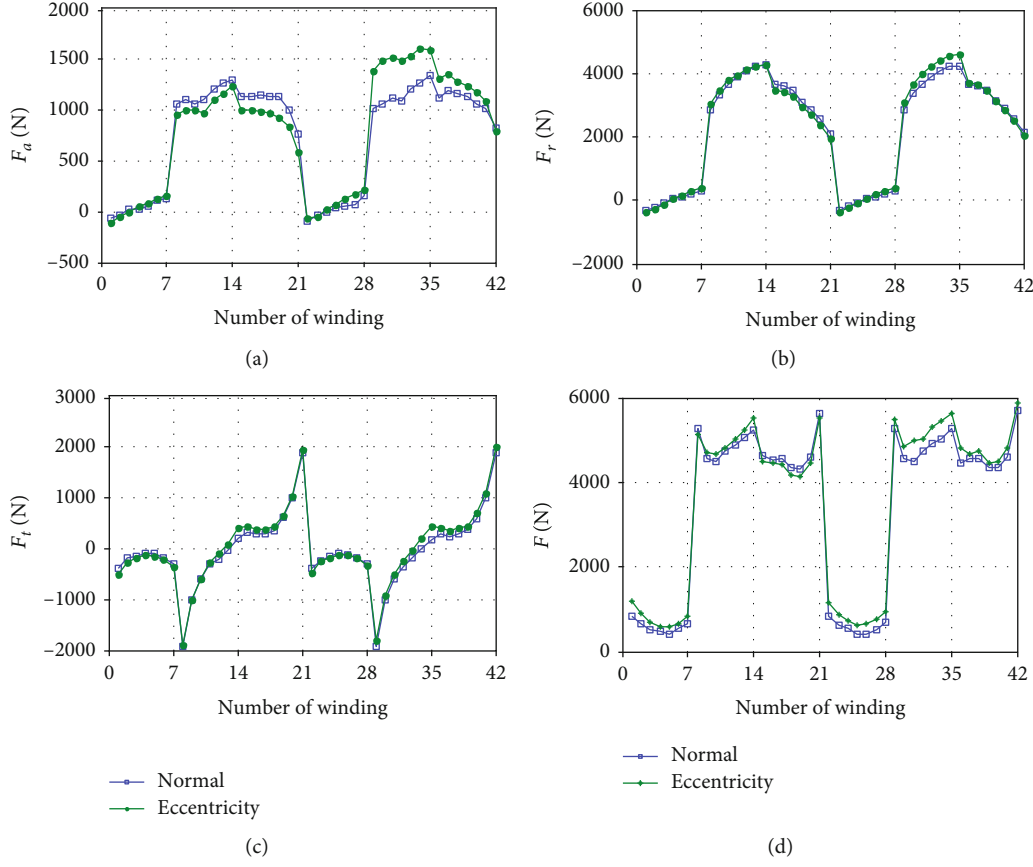 2000
1500
1000
500
0
−500
Fa (N)
0 7 14 21 28 35 42
Number of winding
(a)
6000
4000
2000
0
−2000
Fr (N)
0 7 14 21 28 35 42
Number of winding
(b)
3000
2000
1000
0
−1000
−2000
Ft (N)
0 7 14 21 28 35 42
Number of winding
Normal
Eccentricity
(c)
6000
4000
2000
0
F (N)
0 7 14 21 28 35 42
Number of winding
Normal
Eccentricity
(d)